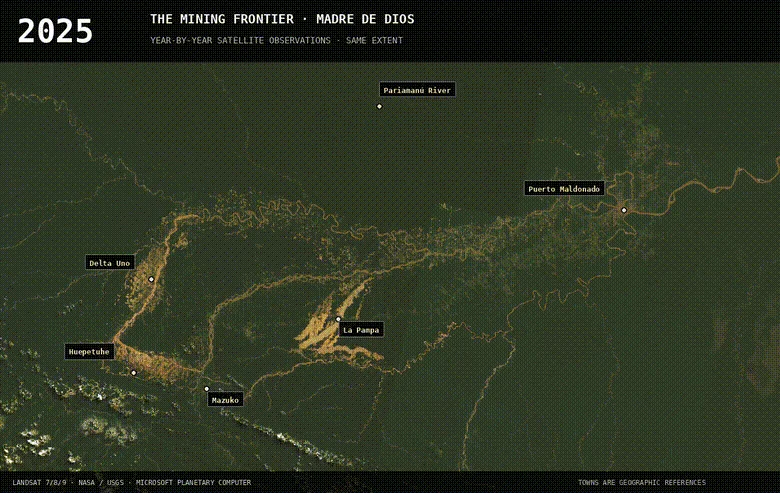 2025
THE MINING FRONTIER · MADRE DE DIOS
YEAR-BY-YEAR SATELLITE OBSERVATIONS · SAME EXTENT
Pariamanú River
Puerto Maldonado
Delta Uno
La Pampa
Huepetuhe
Mazuko
LANDSAT 7/8/9 · NASA / USGS · MICROSOFT PLANETARY COMPUTER
TOWNS ARE GEOGRAPHIC REFERENCES